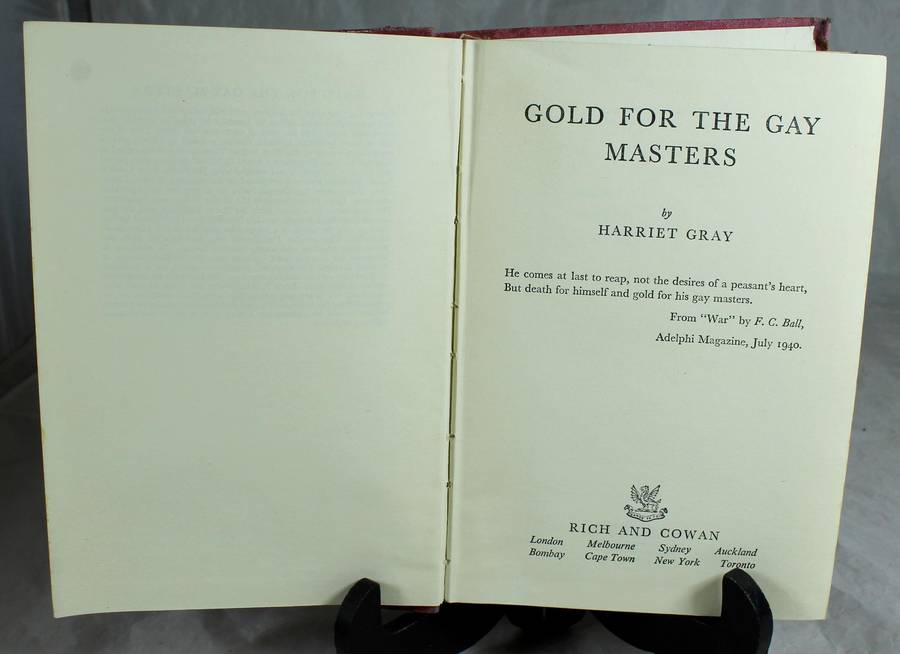 GOLD FOR THE GAY
MASTERS
by
HARRIET GRAY
He comes at last to reap, not the desires of a peasant's heart,
But death for himself and gold for his gay masters.
From "War" by F. C. Ball,
Adelphi Magazine, July 1940.
RICH AND COWAN
London Melbourne Sydney Auckland
Bombay Cape Town New York Toronto